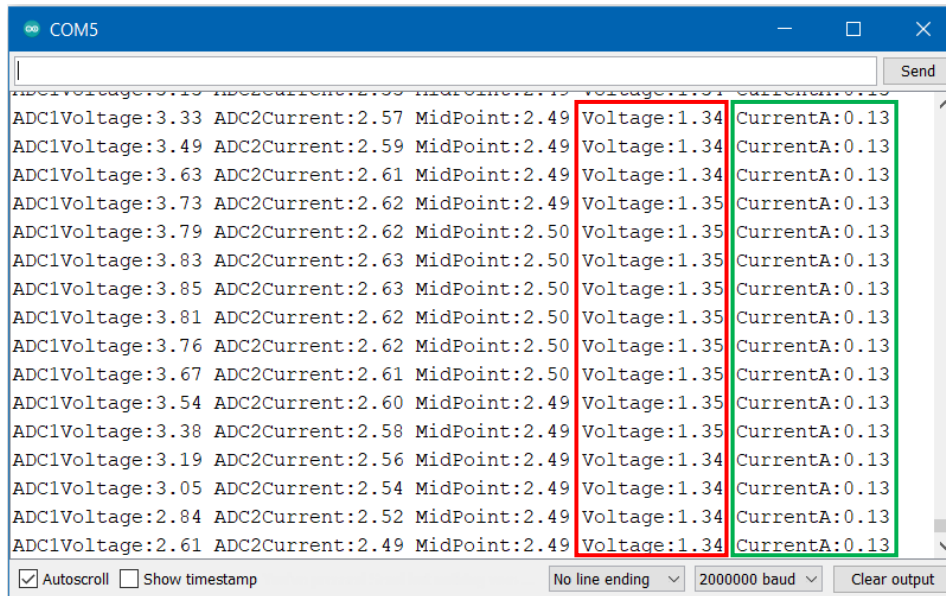 COM5
Send
ADC1Voltage:3.33 ADC2Current:2.57 MidPoint:2.49 Voltage:1.34 CurrentA:0.13
ADC1Voltage:3.49 ADC2Current:2.59 MidPoint:2.49 Voltage:1.34 CurrentA:0.13
ADC1Voltage:3.63 ADC2Current:2.61 MidPoint:2.49 Voltage:1.34 CurrentA:0.13
ADC1Voltage:3.73 ADC2Current:2.62 MidPoint:2.49 Voltage:1.35 CurrentA:0.13
ADC1Voltage:3.79 ADC2Current:2.62 MidPoint:2.50 Voltage:1.35 CurrentA:0.13
ADC1Voltage:3.83 ADC2Current:2.63 MidPoint:2.50 Voltage:1.35 CurrentA:0.13
ADC1Voltage:3.85 ADC2Current:2.63 MidPoint:2.50 Voltage:1.35 CurrentA:0.13
ADC1Voltage:3.81 ADC2Current:2.62 MidPoint:2.50 Voltage:1.35 CurrentA:0.13
ADC1Voltage:3.76 ADC2Current:2.62 MidPoint:2.50 Voltage:1.35 CurrentA:0.13
ADC1Voltage:3.67 ADC2Current:2.61 MidPoint:2.50 Voltage:1.35 CurrentA:0.13
ADC1Voltage:3.54 ADC2Current:2.60 MidPoint:2.49 Voltage:1.35 CurrentA:0.13
ADC1Voltage:3.38 ADC2Current:2.58 MidPoint:2.49 Voltage:1.35 CurrentA:0.13
ADC1Voltage:3.19 ADC2Current:2.56 MidPoint:2.49 Voltage:1.34 CurrentA:0.13
ADC1Voltage:3.05 ADC2Current:2.54 MidPoint:2.49 Voltage:1.34 CurrentA:0.13
ADC1Voltage:2.84 ADC2Current:2.52 MidPoint:2.49 Voltage:1.34 CurrentA:0.13
ADC1Voltage:2.61 ADC2Current:2.49 MidPoint:2.49 Voltage:1.34 CurrentA:0.13
Autoscroll Show timestamp No line ending 2000000 baud Clear output